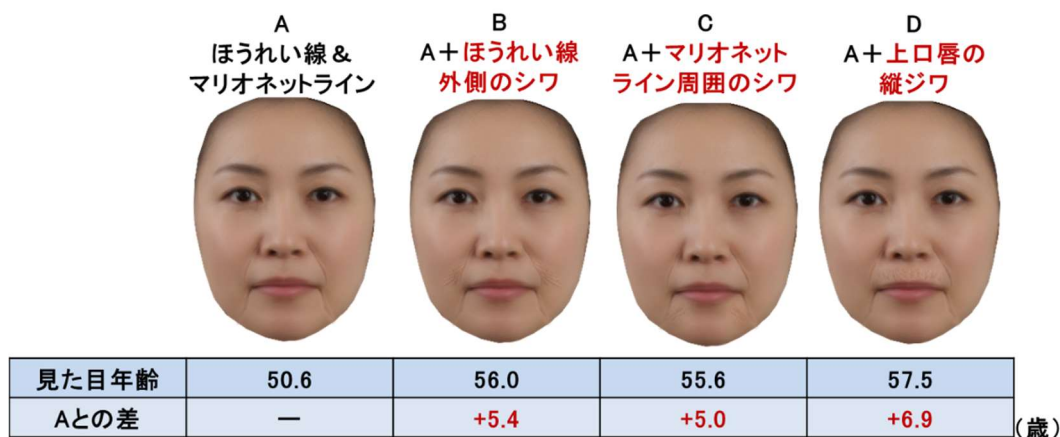 A
ほうれい線&
マリオネットライン
B
A+ほうれい線
外側のシワ
C
A+マリオネット
ライン周囲のシワ
D
A+上口唇の
縦ジワ
見た目年齢 50.6 56.0 55.6 57.5
Aとの差 ― +5.4 +5.0 +6.9 (歳)